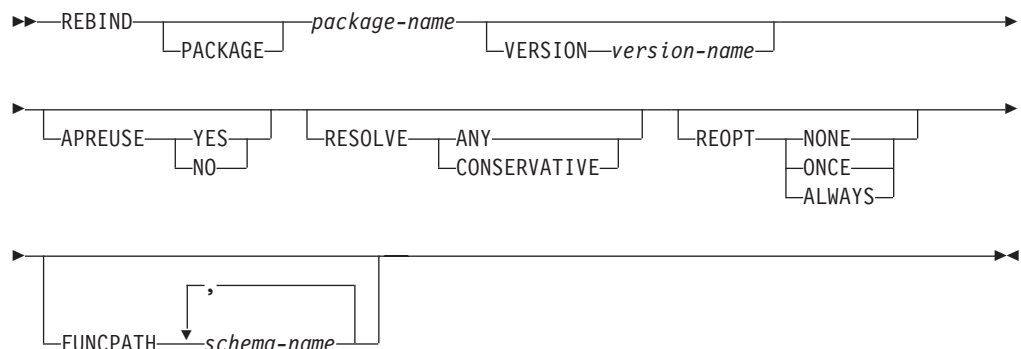 REBIND PACKAGE package-name VERSION version-name
APREUSE YES NO RESOLVE ANY CONSERVATIVE REOPT NONE ONCE ALWAYS
,
FUNCPATH schema-name